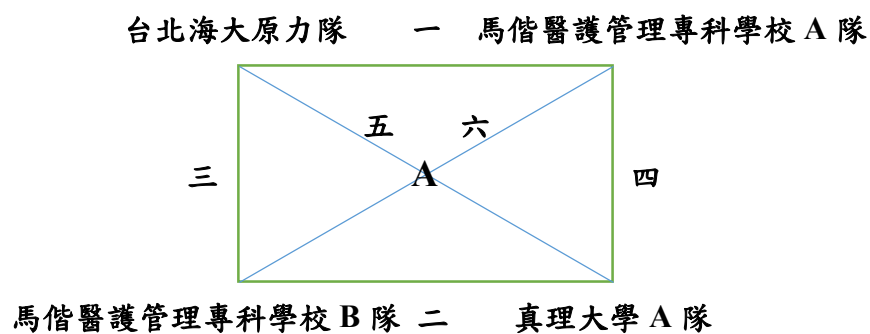 台北海大原力隊 一 馬偕醫護管理專科學校 A 隊
五 六
三 A 四
馬偕醫護管理專科學校 B 隊 二 真理大學 A 隊